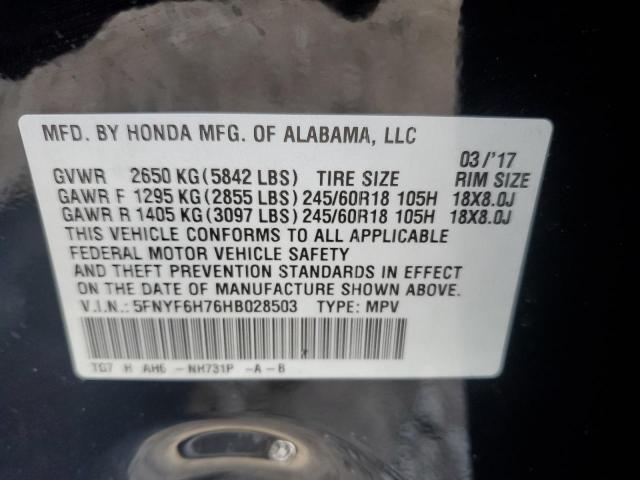 MFD. BY HONDA MFG. OF ALABAMA, LLC
03/'17
GVWR 2650 KG (5842 LBS) TIRE SIZE RIM SIZE
GAWR F 1295 KG (2855 LBS) 245/60R18 105H 18X8.0J
GAWR R 1405 KG (3097 LBS) 245/60R18 105H 18X8.0J
THIS VEHICLE CONFORMS TO ALL APPLICABLE
FEDERAL MOTOR VEHICLE SAFETY
AND THEFT PREVENTION STANDARDS IN EFFECT
ON THE DATE OF MANUFACTURE SHOWN ABOVE.
V.I.N.: 5FNYF6H76HB028503 TYPE: MPV
TG7 H AH6 -NH731P -A-B